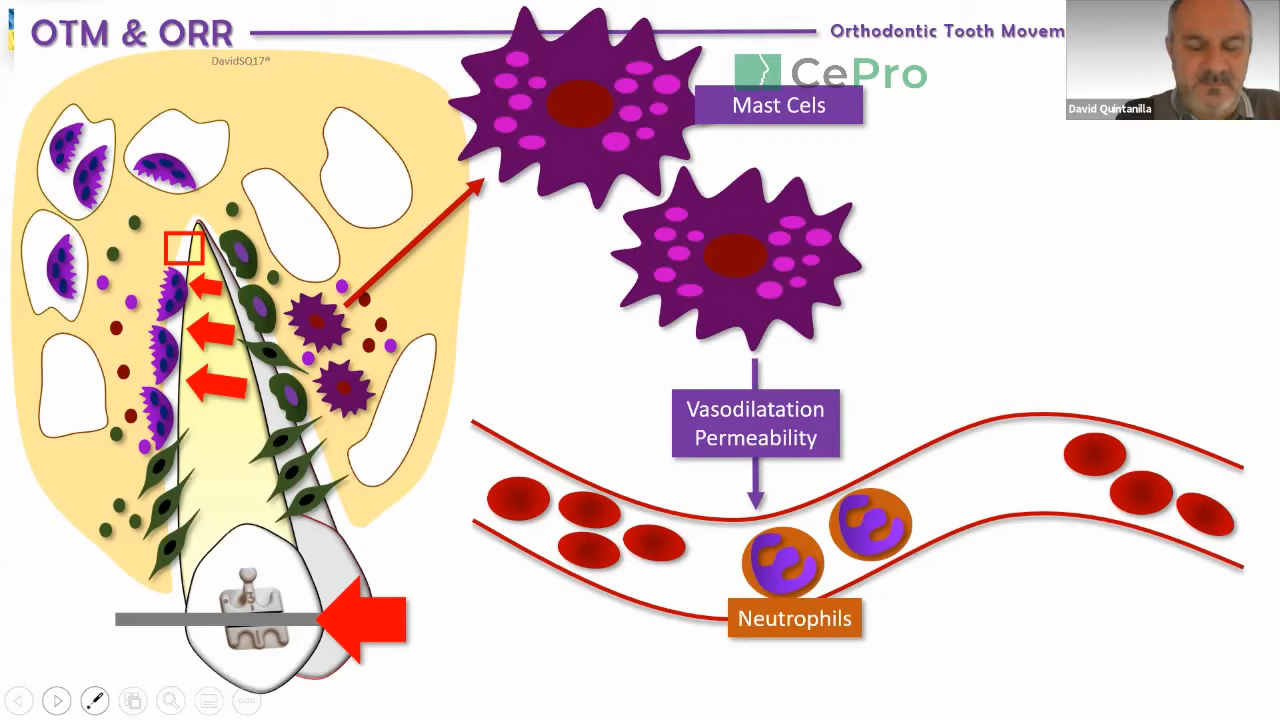 OTM & ORR
Orthodontic Tooth Movem
DavidSQ17®
CePro
Mast Cels
David Quintanilla
Vasodilatation
Permeability
Neutrophils